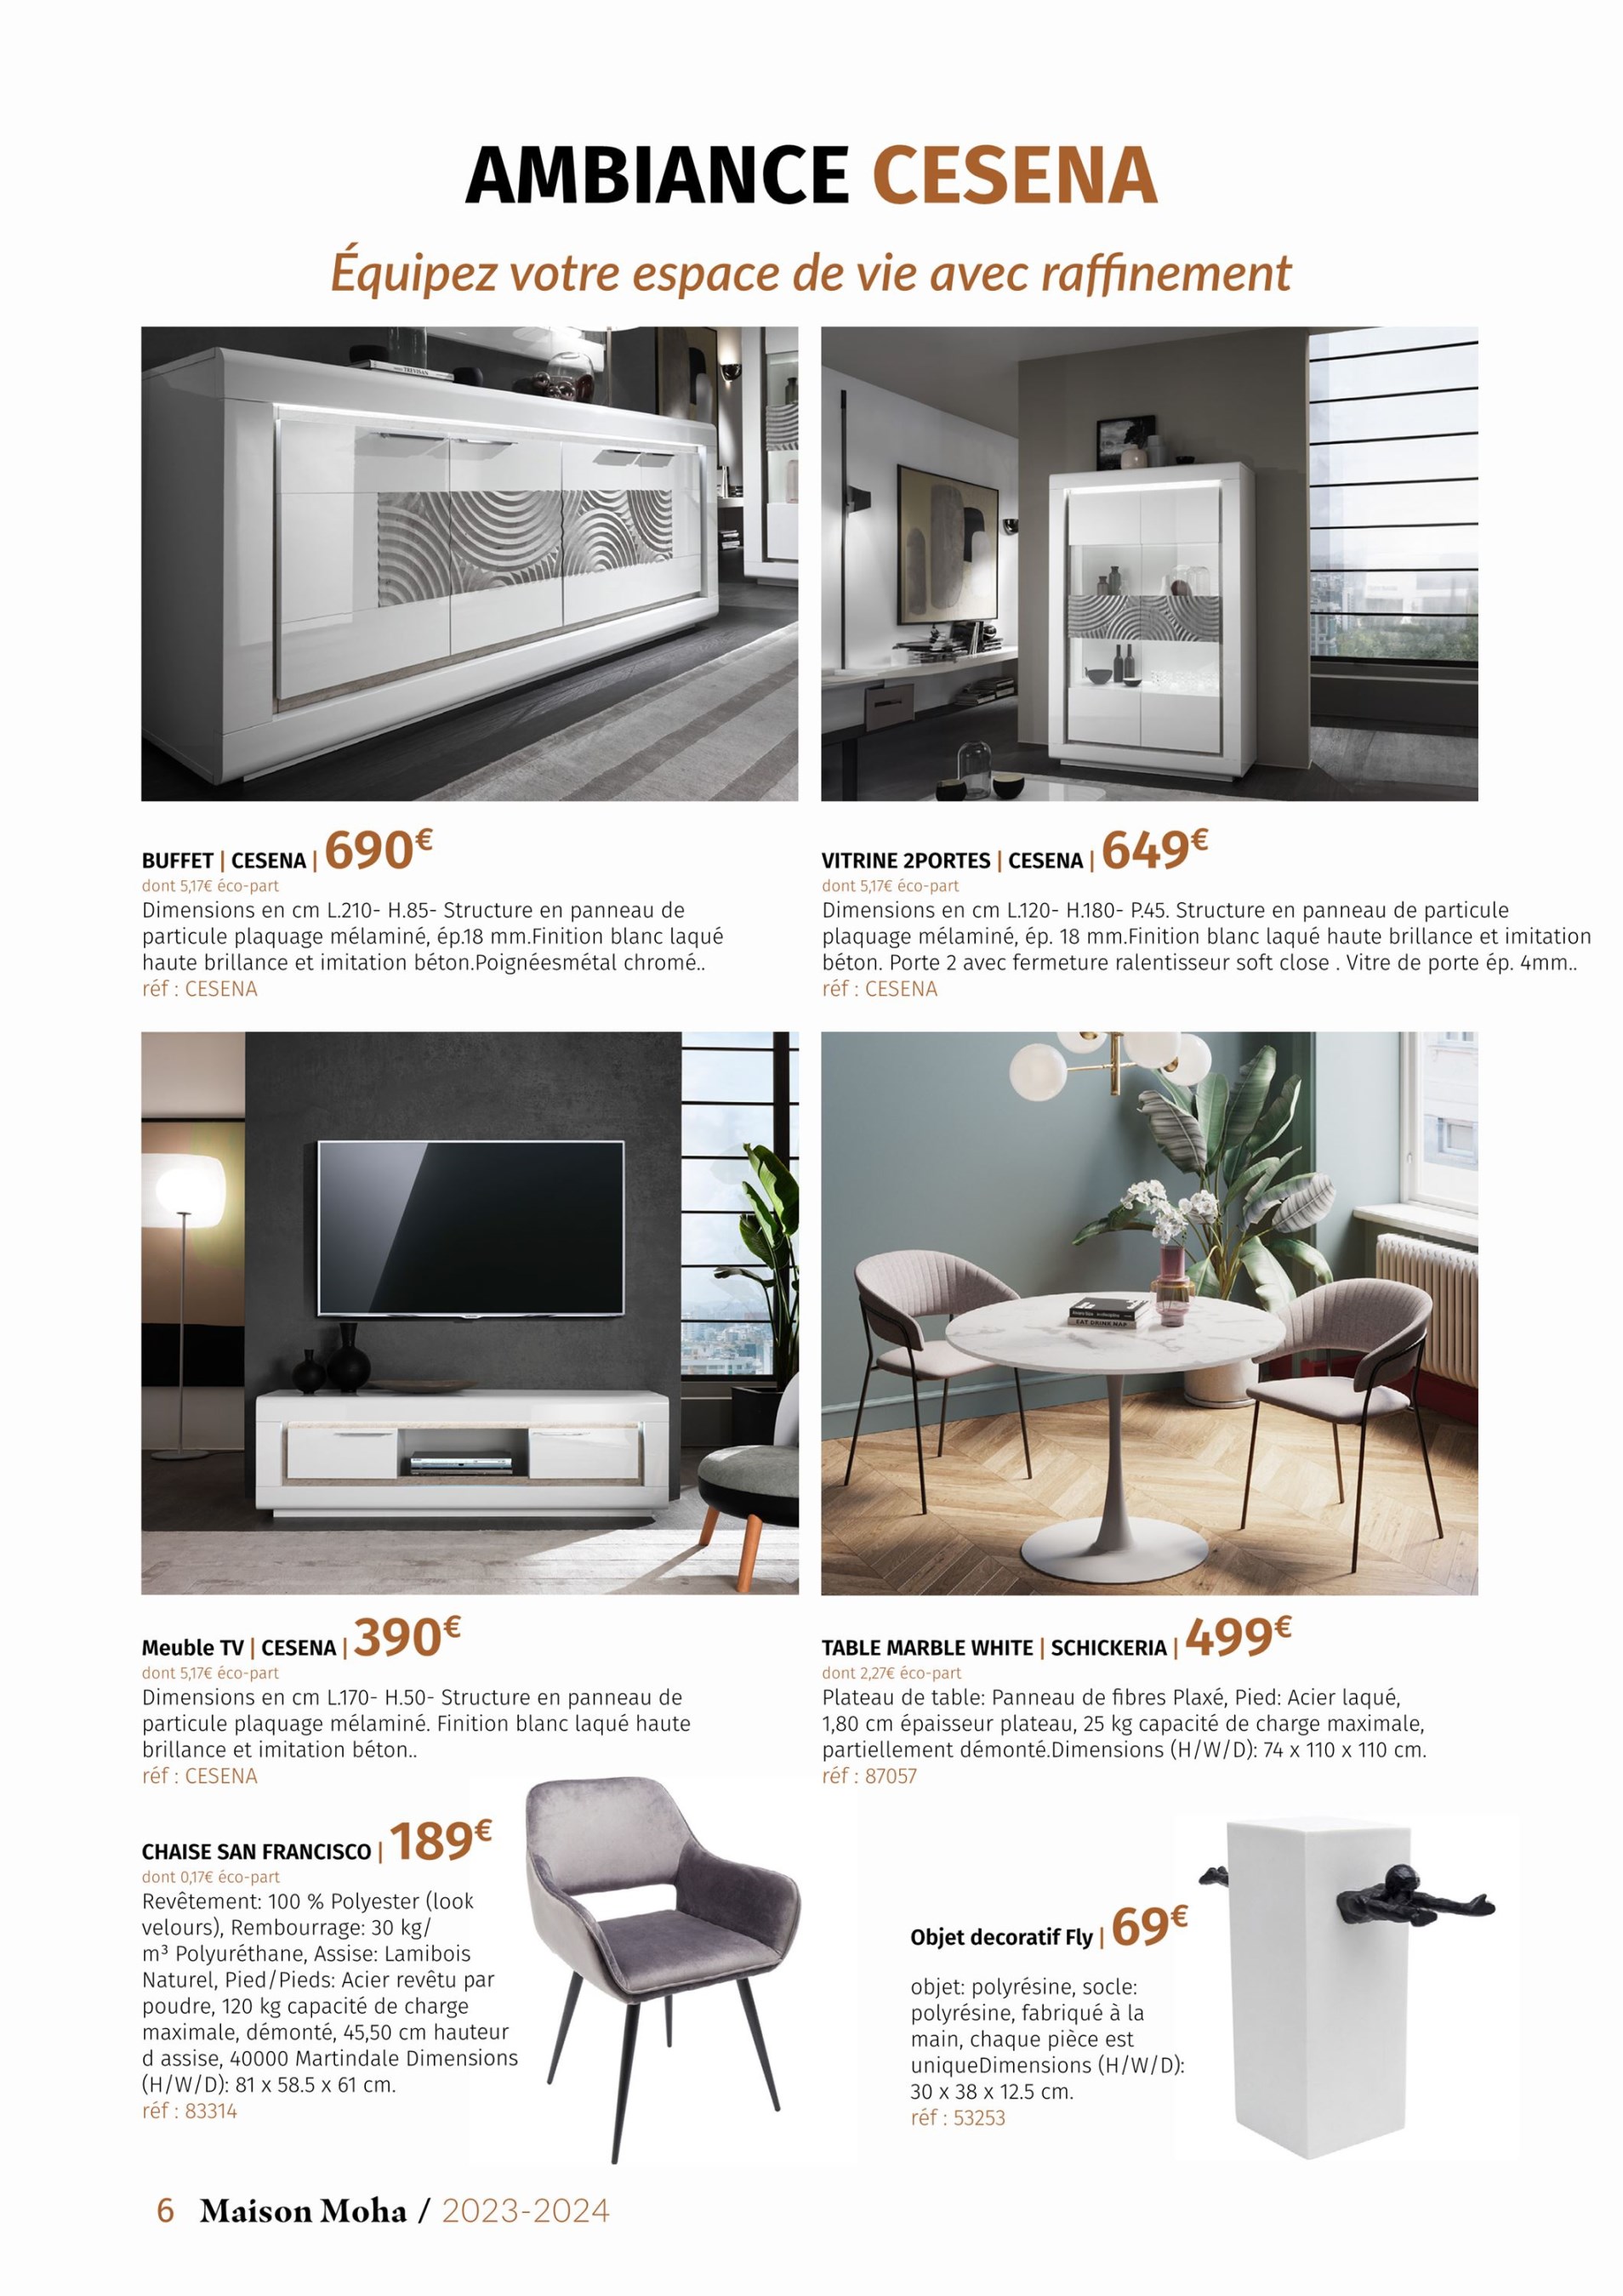 AMBIANCE CESENA
Équipez votre espace de vie avec raffinement
BUFFET | CESENA | 690€
dont 5,17€ éco-part
Dimensions en cm L.210- H.85- Structure en panneau de
particule plaquage mélaminé, ép.18 mm.Finition blanc laqué
haute brillance et imitation béton.Poignéesmétal chromé..
réf : CESENA
VITRINE 2PORTES | CESENA | 649€
dont 5,17€ éco-part
Dimensions en cm L.120- H.180- P.45. Structure en panneau de particule
plaquage mélaminé, ép. 18 mm.Finition blanc laqué haute brillance et imitation
béton. Porte 2 avec fermeture ralentisseur soft close . Vitre de porte ép. 4mm..
réf : CESENA
EAT DRINK NAP
Meuble TV | CESENA | 390€
dont 5,17€ éco-part
Dimensions en cm L.170- H.50- Structure en panneau de
particule plaquage mélaminé. Finition blanc laqué haute
brillance et imitation béton..
réf : CESENA
TABLE MARBLE WHITE | SCHICKERIA | 499€
dont 2,27€ éco-part
Plateau de table: Panneau de fibres Plaxé, Pied: Acier laqué,
1,80 cm épaisseur plateau, 25 kg capacité de charge maximale,
partiellement démonté.Dimensions (H/W/D): 74 x 110 x 110 cm.
réf : 87057
CHAISE SAN FRANCISCO | 189€
dont 0,17€ éco-part
Revêtement: 100 % Polyester (look
velours), Rembourrage: 30 kg/
m³ Polyuréthane, Assise: Lamibois
Naturel, Pied/Pieds: Acier revêtu par
poudre, 120 kg capacité de charge
maximale, démonté, 45,50 cm hauteur
d assise, 40000 Martindale Dimensions
(H/W/D): 81 x 58.5 x 61 cm.
réf : 83314
Objet decoratif Fly | 69€
objet: polyrésine, socle:
polyrésine, fabriqué à la
main, chaque pièce est
uniqueDimensions (H/W/D):
30 x 38 x 12.5 cm.
réf : 53253
6 Maison Moha / 2023-2024